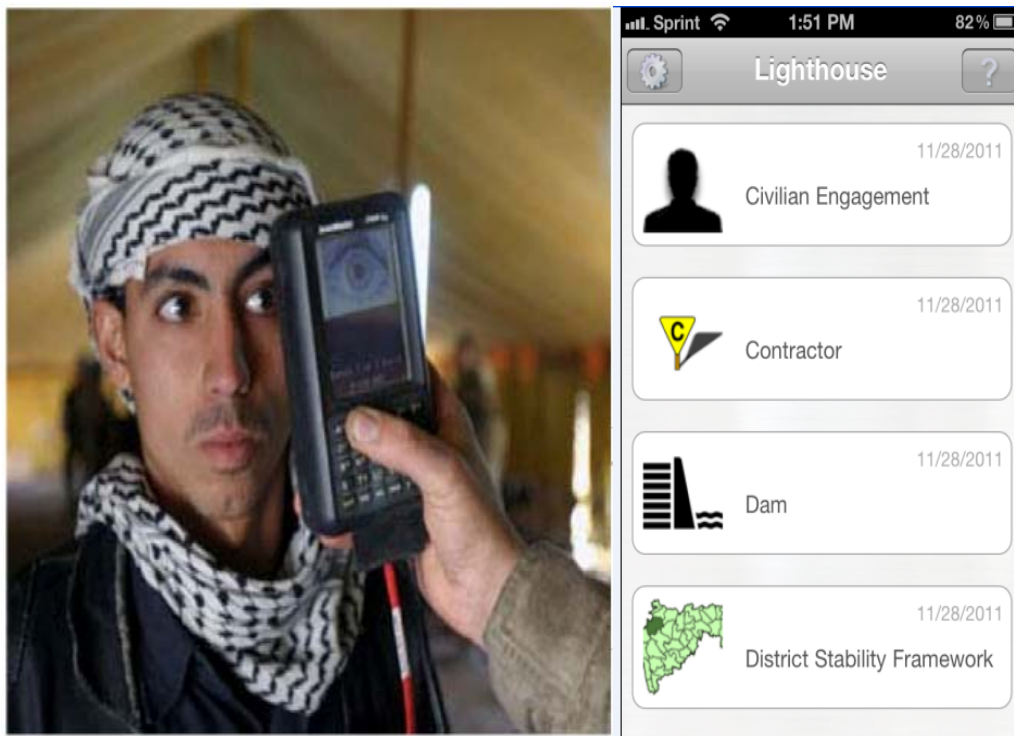 Sprint 1:51 PM 82%
Lighthouse
?
11/28/2011
Civilian Engagement
11/28/2011
C
Contractor
11/28/2011
Dam
11/28/2011
District Stability Framework